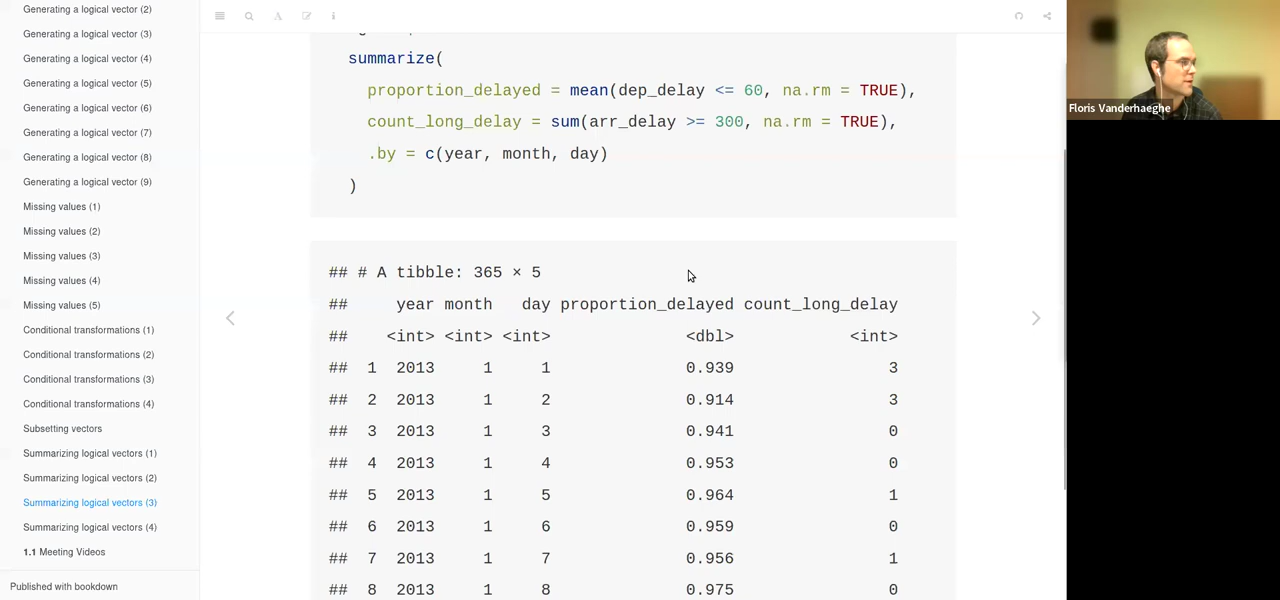 Generating a logical vector (2)
Generating a logical vector (3)
Generating a logical vector (4)
Generating a logical vector (5)
Generating a logical vector (6)
Generating a logical vector (7)
Generating a logical vector (8)
Generating a logical vector (9)
Missing values (1)
Missing values (2)
Missing values (3)
Missing values (4)
Missing values (5)
Conditional transformations (1)
Conditional transformations (2)
Conditional transformations (3)
Conditional transformations (4)
Subsetting vectors
Summarizing logical vectors (1)
Summarizing logical vectors (2)
Summarizing logical vectors (3)
Summarizing logical vectors (4)
1.1 Meeting Videos
Published with bookdown
summarize(
proportion_delayed = mean(dep_delay <= 60, na.rm = TRUE),
count_long_delay = sum(arr_delay >= 300, na.rm = TRUE),
.by = c(year, month, day)
)
## # A tibble: 365 × 5
## year month day proportion_delayed count_long_delay
## <int> <int> <int> <dbl> <int>
## 1 2013 1 1 0.939 3
## 2 2013 1 2 0.914 3
## 3 2013 1 3 0.941 0
## 4 2013 1 4 0.953 0
## 5 2013 1 5 0.964 1
## 6 2013 1 6 0.959 0
## 7 2013 1 7 0.956 1
## 8 2013 1 8 0.975 0
Floris Vanderhaeghe